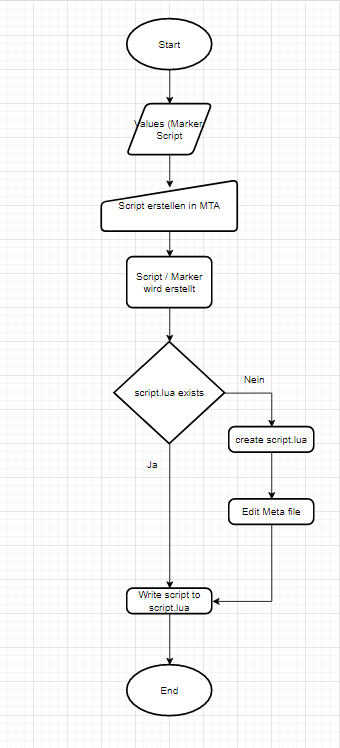 Start
Values (Marker
Script
Script erstellen in MTA
Script / Marker
wird erstellt
script.lua exists
Nein
create script.lua
Ja
Edit Meta file
Write script to
script.lua
End